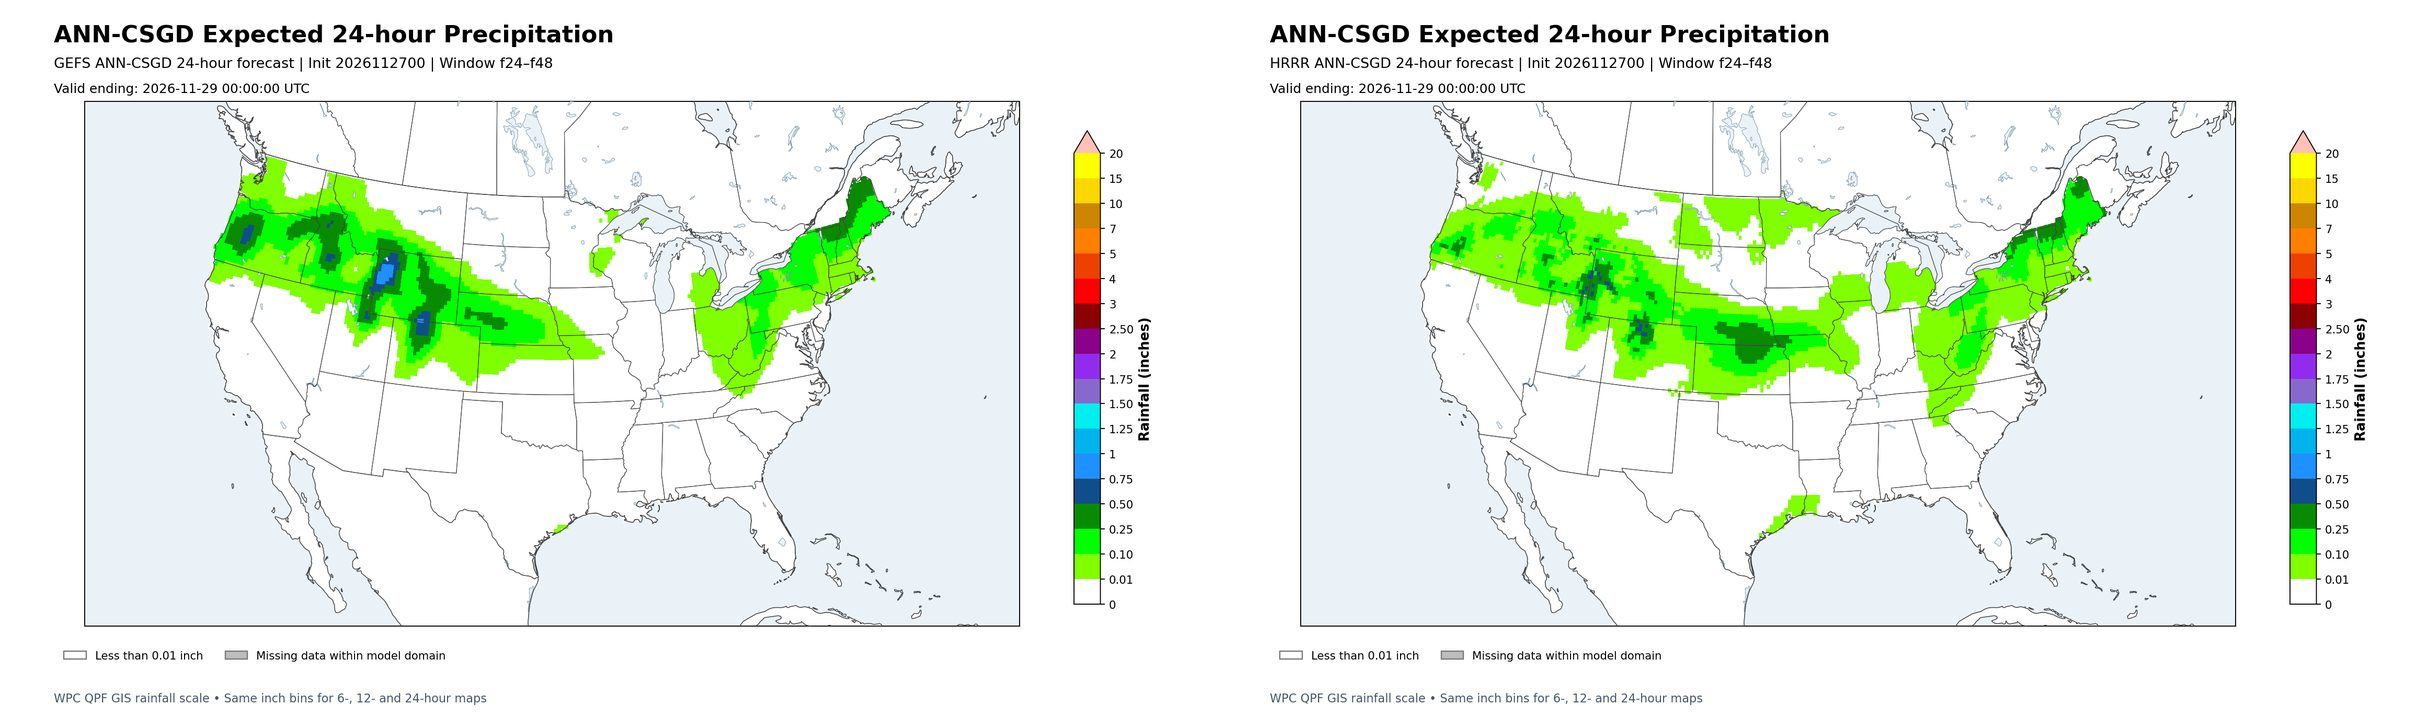 ANN-CSGD Expected 24-hour Precipitation
GEFS ANN-CSGD 24-hour forecast | Init 2026112700 | Window f24–f48
Valid ending: 2026-11-29 00:00:00 UTC
20
15
10
7
5
4
3
2.50
2
1.75
1.50
1.25
1
0.75
0.50
0.25
0.10
0.01
0
Rainfall (inches)
Less than 0.01 inch
Missing data within model domain
WPC QPF GIS rainfall scale • Same inch bins for 6-, 12- and 24-hour maps
ANN-CSGD Expected 24-hour Precipitation
HRRR ANN-CSGD 24-hour forecast | Init 2026112700 | Window f24–f48
Valid ending: 2026-11-29 00:00:00 UTC
20
15
10
7
5
4
3
2.50
2
1.75
1.50
1.25
1
0.75
0.50
0.25
0.10
0.01
0
Rainfall (inches)
Less than 0.01 inch
Missing data within model domain
WPC QPF GIS rainfall scale • Same inch bins for 6-, 12- and 24-hour maps